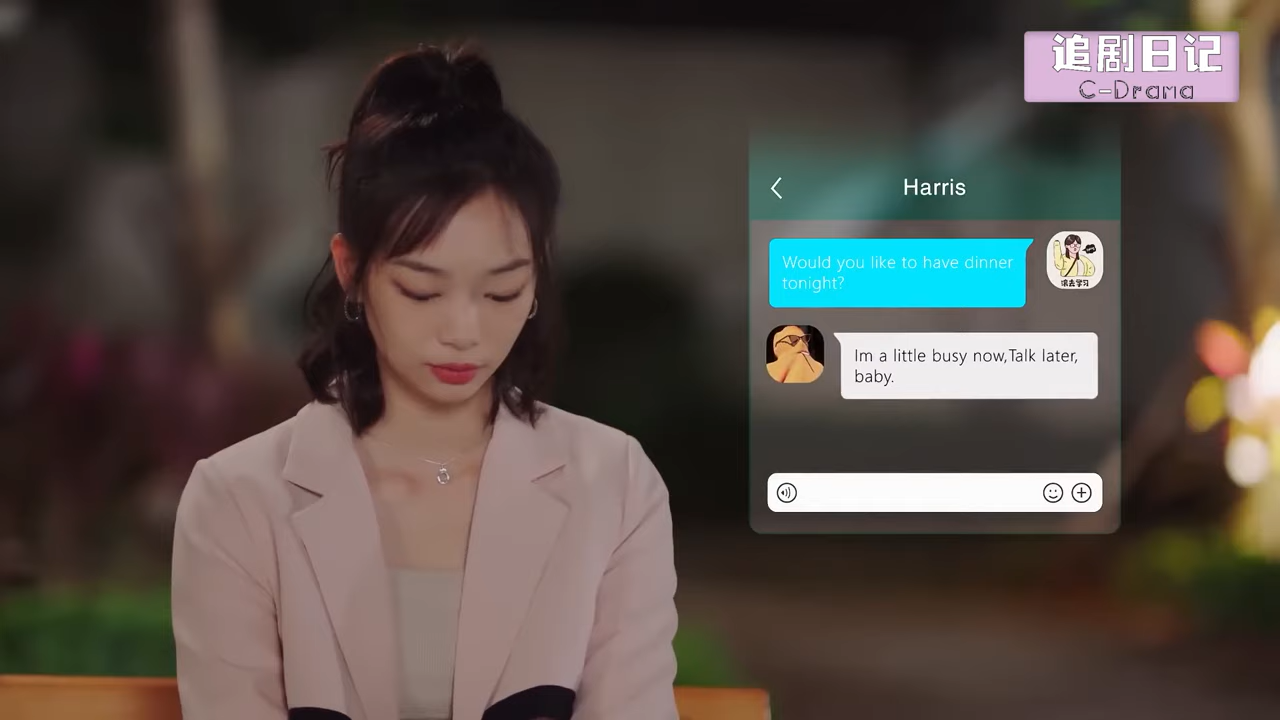 追剧日记
C-Drama
Harris
Would you like to have dinner
tonight?
Im a little busy now,Talk later,
baby.